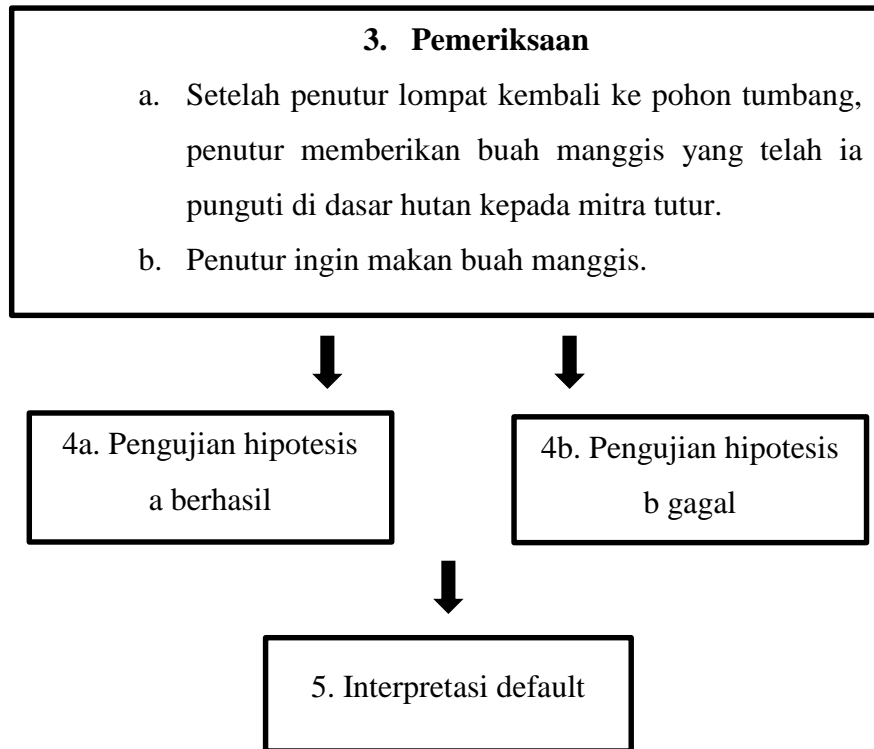 3. Pemeriksaan
a. Setelah penutur lompat kembali ke pohon tumbang,
penutur memberikan buah manggis yang telah ia
punguti di dasar hutan kepada mitra tutur.
b. Penutur ingin makan buah manggis.
4a. Pengujian hipotesis
a berhasil
4b. Pengujian hipotesis
b gagal
5. Interpretasi default